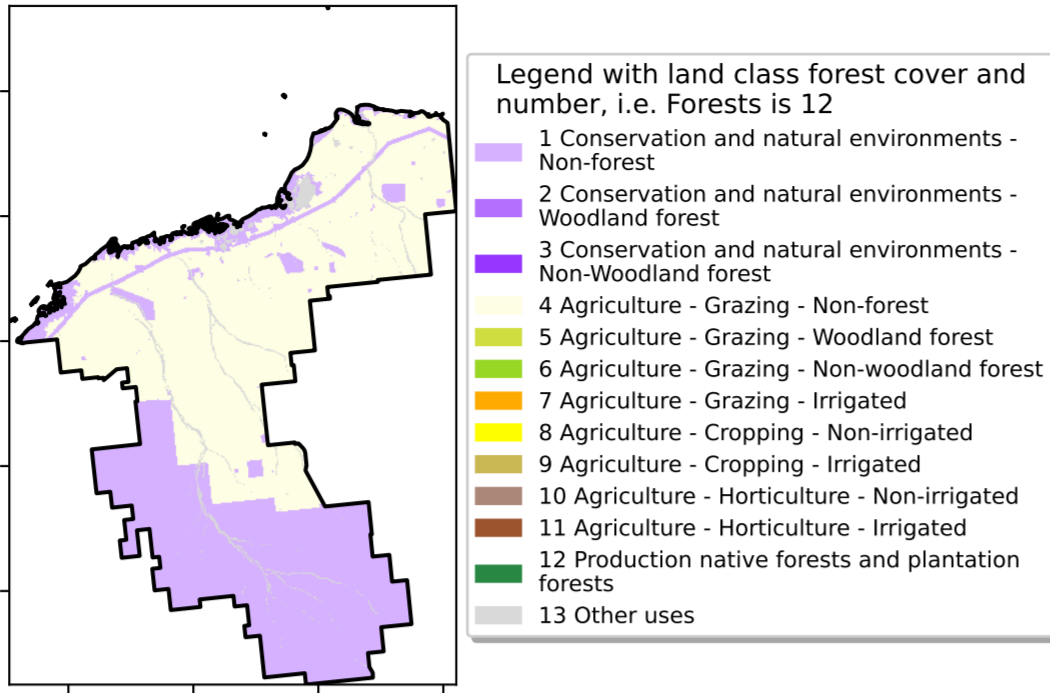 Legend with land class forest cover and
number, i.e. Forests is 12
1 Conservation and natural environments -
Non-forest
2 Conservation and natural environments -
Woodland forest
3 Conservation and natural environments -
Non-Woodland forest
4 Agriculture - Grazing - Non-forest
5 Agriculture - Grazing - Woodland forest
6 Agriculture - Grazing - Non-woodland forest
7 Agriculture - Grazing - Irrigated
8 Agriculture - Cropping - Non-irrigated
9 Agriculture - Cropping - Irrigated
10 Agriculture - Horticulture - Non-irrigated
11 Agriculture - Horticulture - Irrigated
12 Production native forests and plantation
forests
13 Other uses